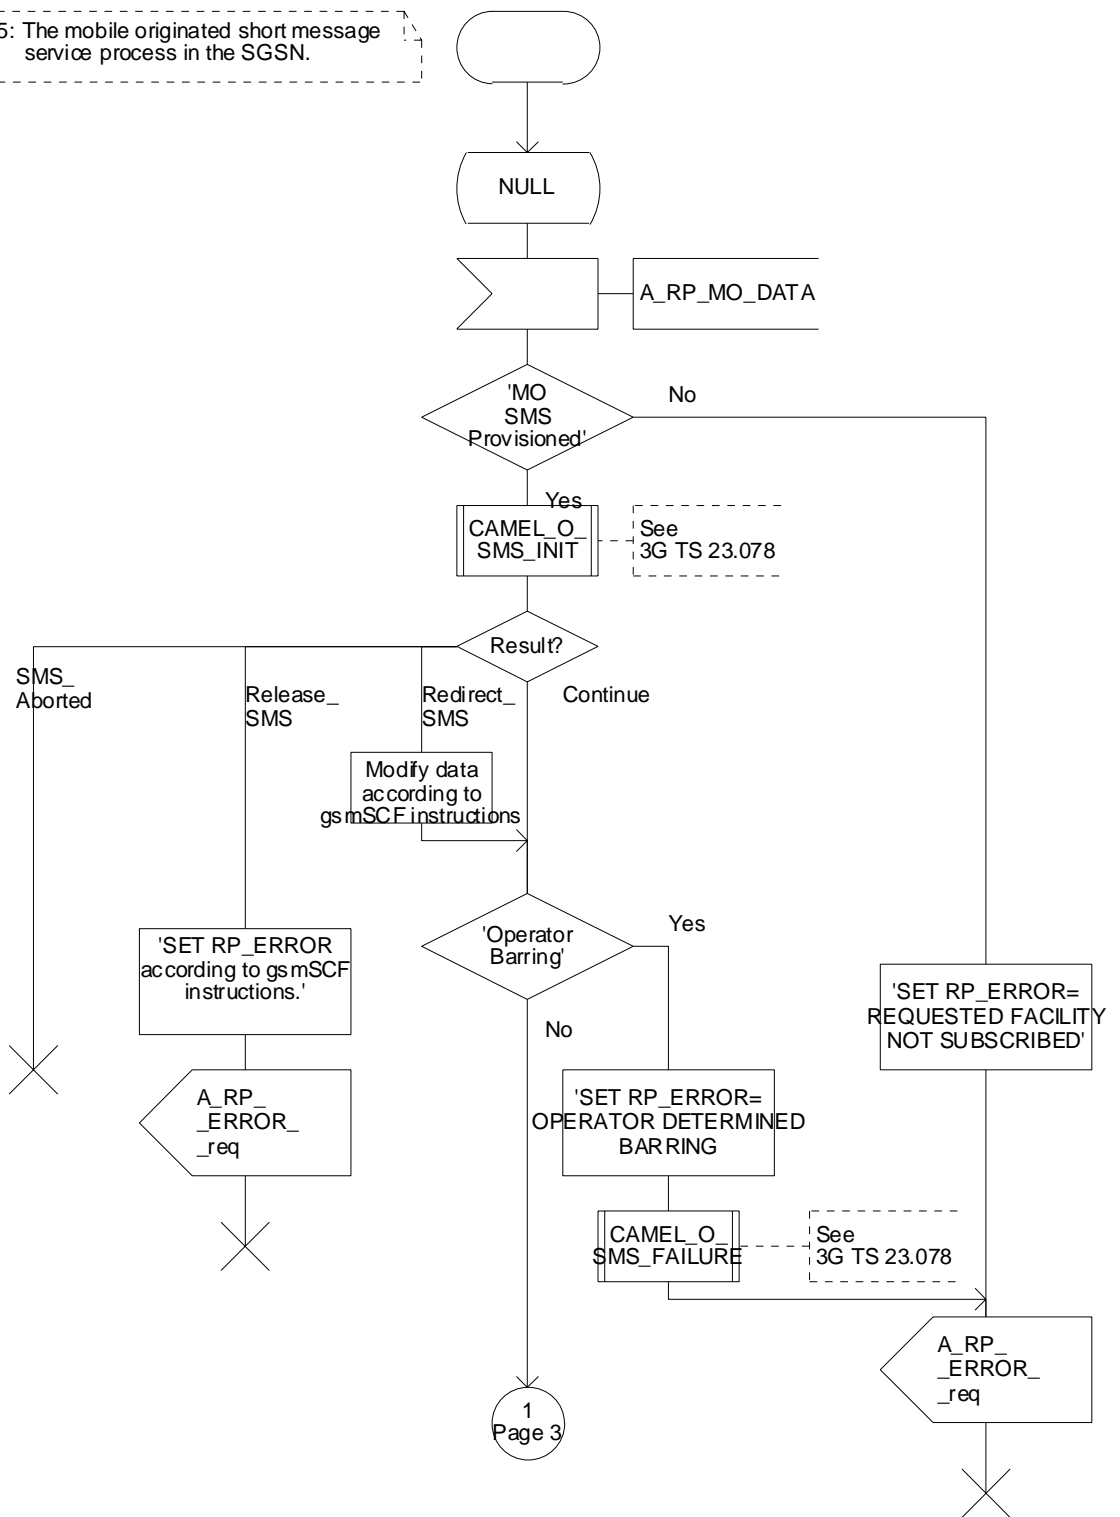 5: The mobile originated short message
service process in the SGSN.
NULL
A_RP_MO_DATA
'MO
SMS
Provisioned'
No
Yes
CAMEL_O_
SMS_INIT
See
3G TS 23.078
Result?
SMS_
Aborted
Release_
SMS
Redirect_
SMS
Continue
Modify data
according to
gsmSCF instructions
'Operator
Barring'
Yes
No
'SET RP_ERROR
according to gsmSCF
instructions.'
'SET RP_ERROR=
REQUESTED FACILITY
NOT SUBSCRIBED'
A_RP_
_ERROR_
_req
'SET RP_ERROR=
OPERATOR DETERMINED
BARRING
CAMEL_O_
SMS_FAILURE
See
3G TS 23.078
A_RP_
_ERROR_
_req
1
Page 3